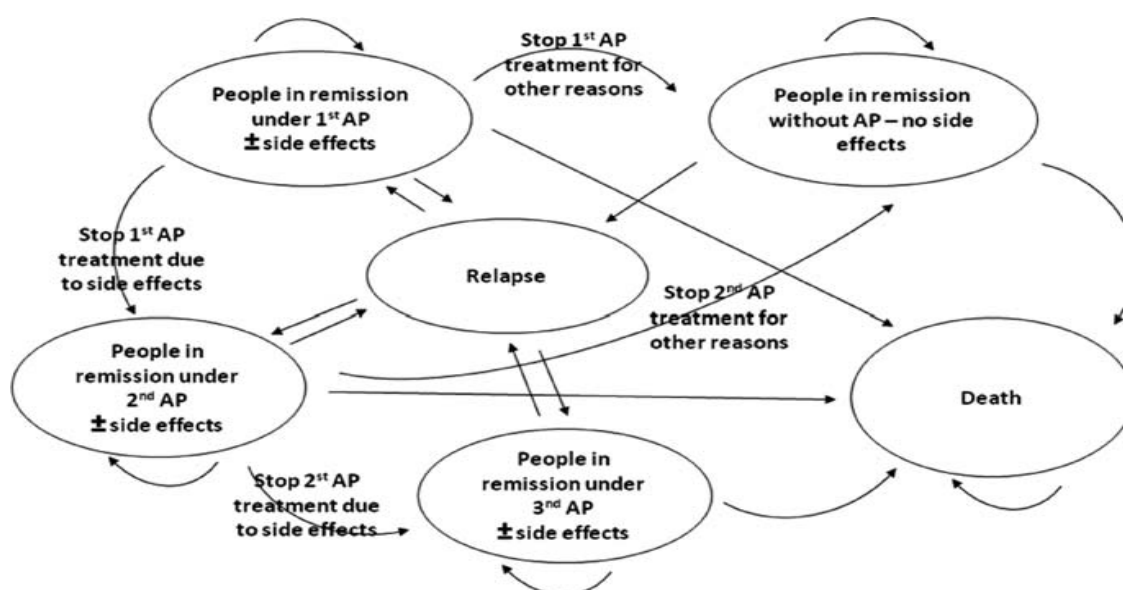 Stop 1st AP
treatment for
other reasons
People in remission
under 1st AP
± side effects
People in remission
without AP – no side
effects
Stop 1st AP
treatment due
to side effects
Relapse
Stop 2nd AP
treatment for
other reasons
People in
remission under
2nd AP
± side effects
Death
Stop 2st AP
treatment due
to side effects
People in
remission under
3nd AP
± side effects